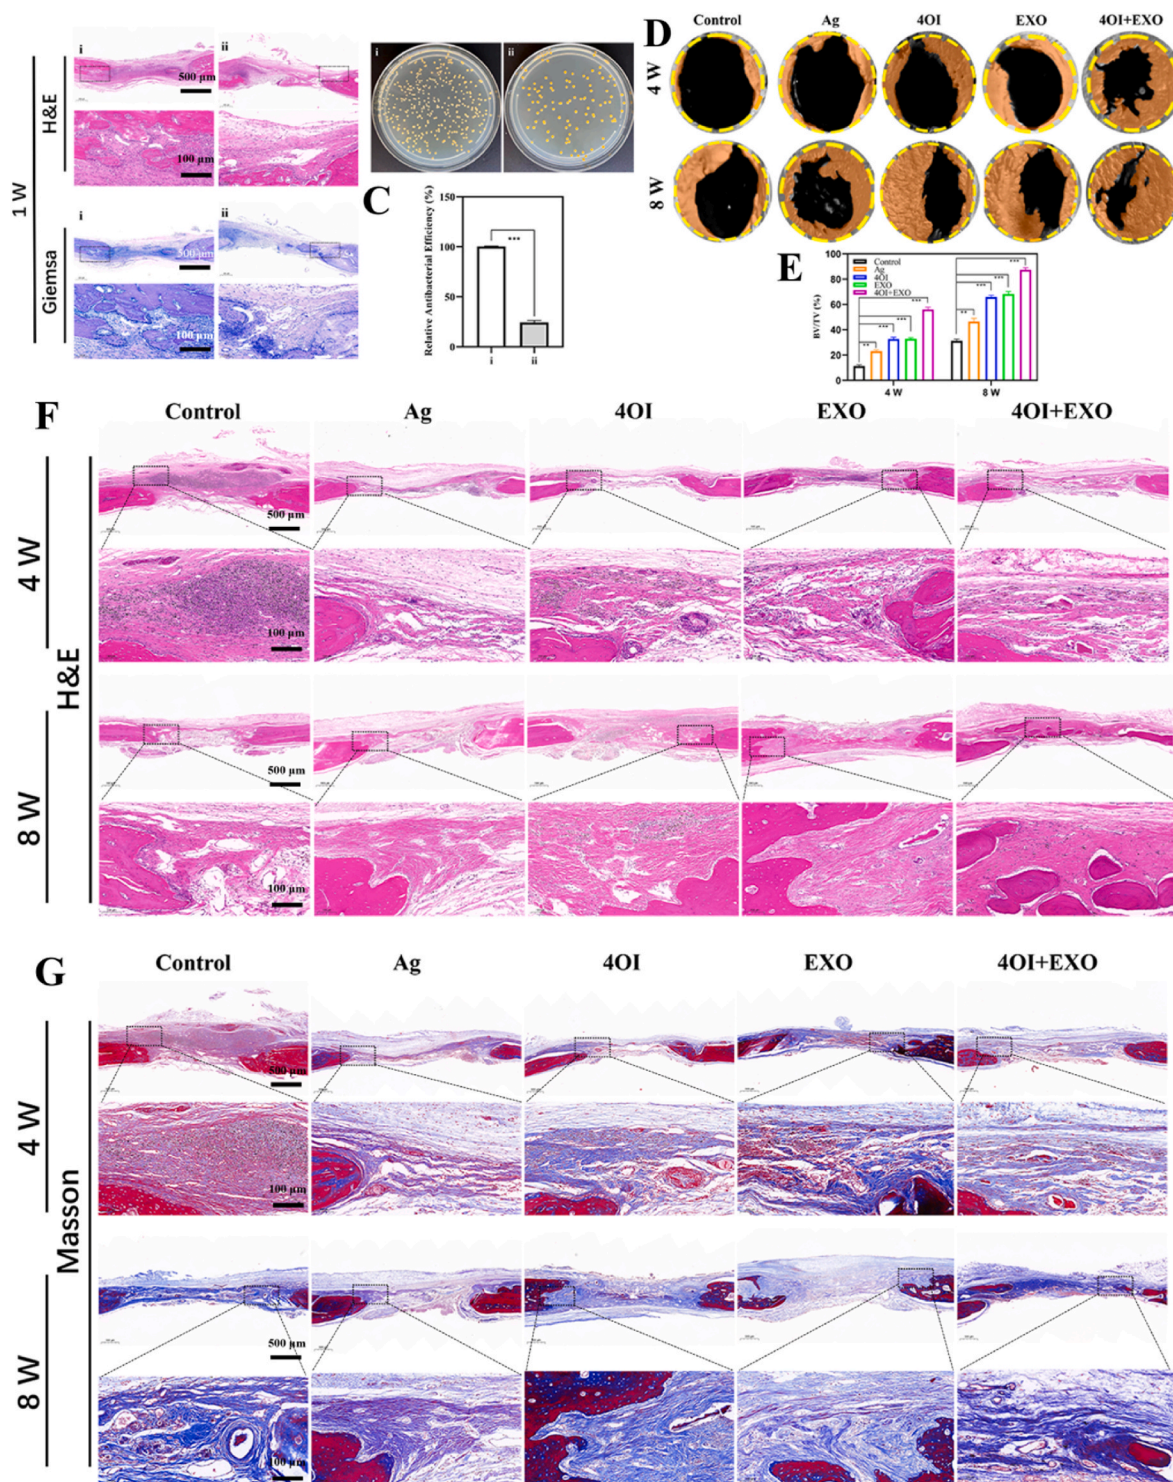 i
ii
500 μm
H&E
100 μm
1 W
i
ii
500 μm
Giemsa
100 μm
i
ii
C
Relative Antibacterial Efficiency (%)
150
100
50
0
***
i
ii
D
Control
Ag
4OI
EXO
4OI+EXO
4 W
8 W
E
BV/TV (%)
100
80
60
40
20
0
Control
Ag
4OI
EXO
4OI+EXO
**
***
***
***
**
***
***
***
4 W
8 W
F
Control
Ag
4OI
EXO
4OI+EXO
H&E
4 W
500 μm
100 μm
8 W
500 μm
100 μm
G
Control
Ag
4OI
EXO
4OI+EXO
Masson
4 W
500 μm
100 μm
8 W
500 μm
100 μm